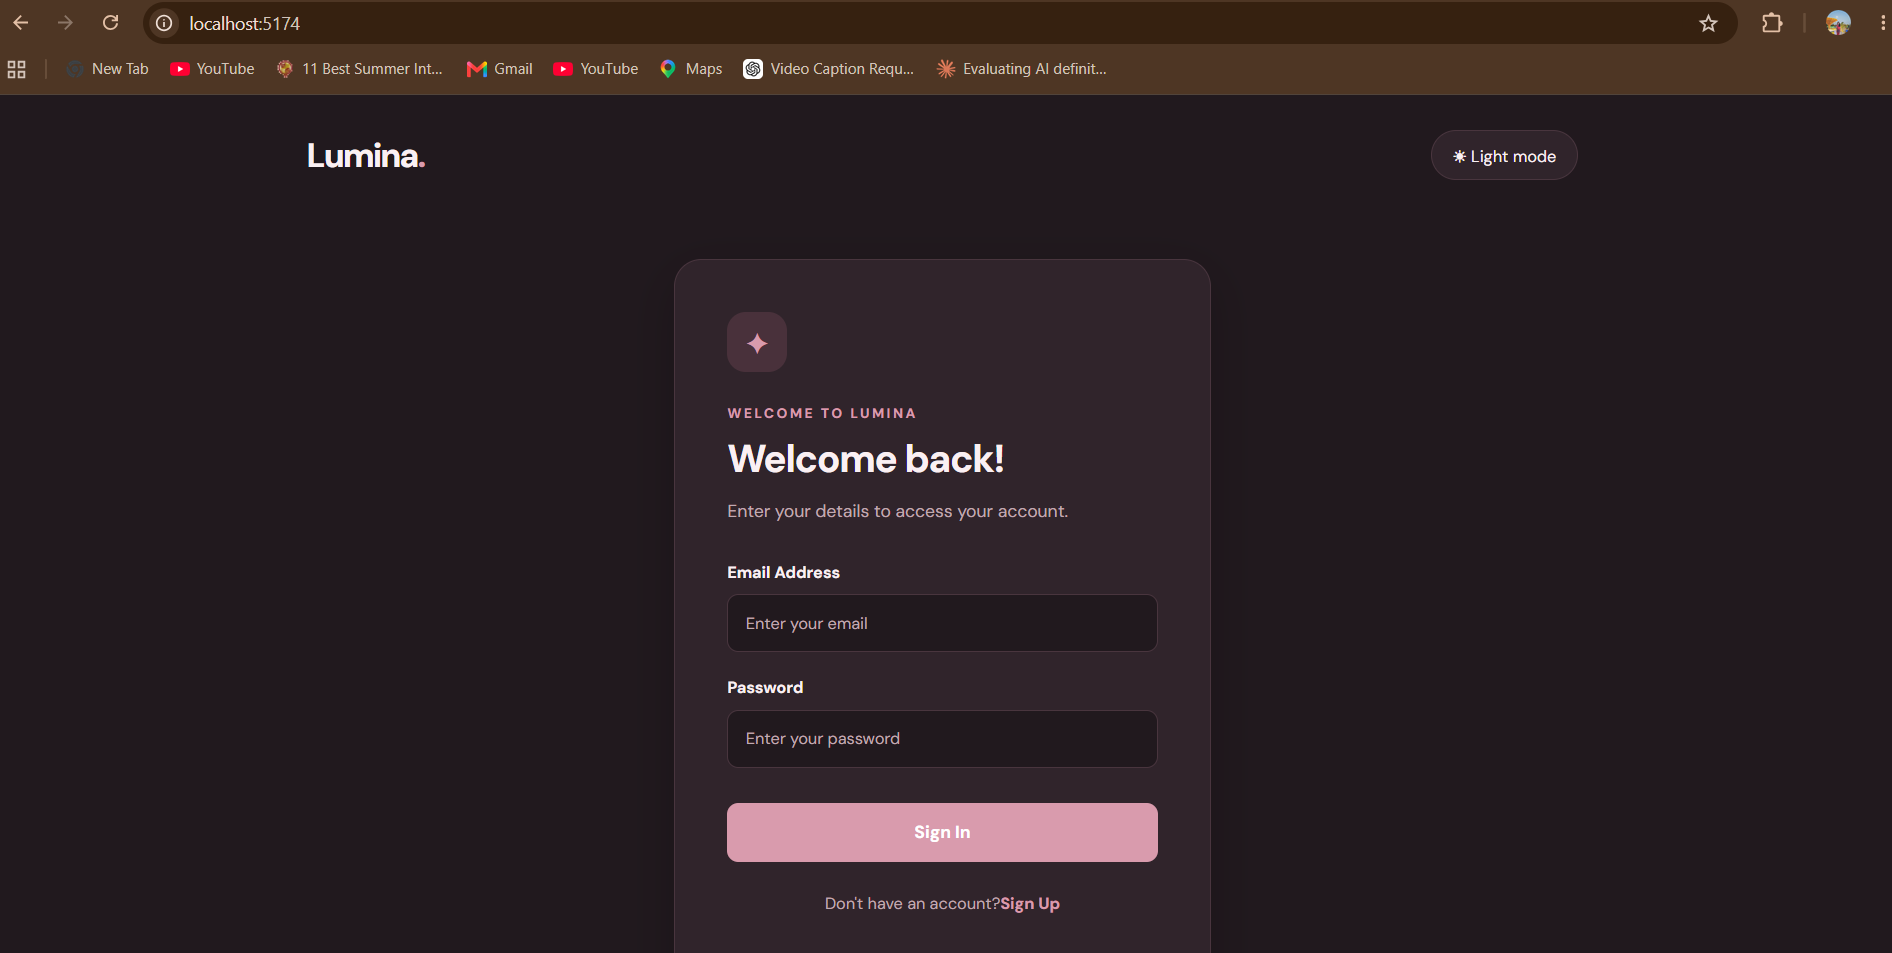 localhost:5174
New Tab
YouTube
11 Best Summer Int...
Gmail
YouTube
Maps
Video Caption Requ...
Evaluating AI definit...
Lumina.
☀ Light mode
WELCOME TO LUMINA
Welcome back!
Enter your details to access your account.
Email Address
Enter your email
Password
Enter your password
Sign In
Don't have an account?Sign Up